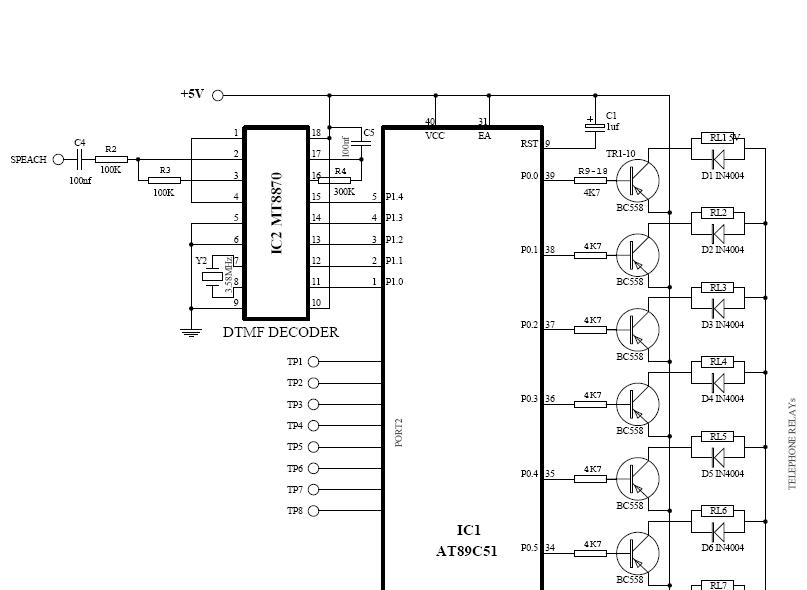 +5V
C1
1uf
40
31
VCC
EA
RST
9
1
18
C5
100nf
RL1 5V
SPEACH
C4
R2
2
17
TR1-10
100nf
100K
R3
3
16
R4
P0.0
39
R9-18
D1 IN4004
100K
300K
4K7
4
15
5
P1.4
BC558
IC2 MT8870
5
14
4
P1.3
RL2
6
13
3
P1.2
P0.1
38
4K7
D2 IN4004
Y2
3.58MHz
7
12
2
P1.1
8
11
1
P1.0
BC558
RL3
9
10
P0.2
37
4K7
D3 IN4004
DTMF DECODER
BC558
TP1
RL4
TP2
TP3
P0.3
36
4K7
D4 IN4004
TP4
BC558
PORT2
TELEPHONE RELAYs
TP5
RL5
TP6
P0.4
35
4K7
D5 IN4004
TP7
BC558
TP8
RL6
IC1
AT89C51
P0.5
34
4K7
D6 IN4004
BC558
RL7